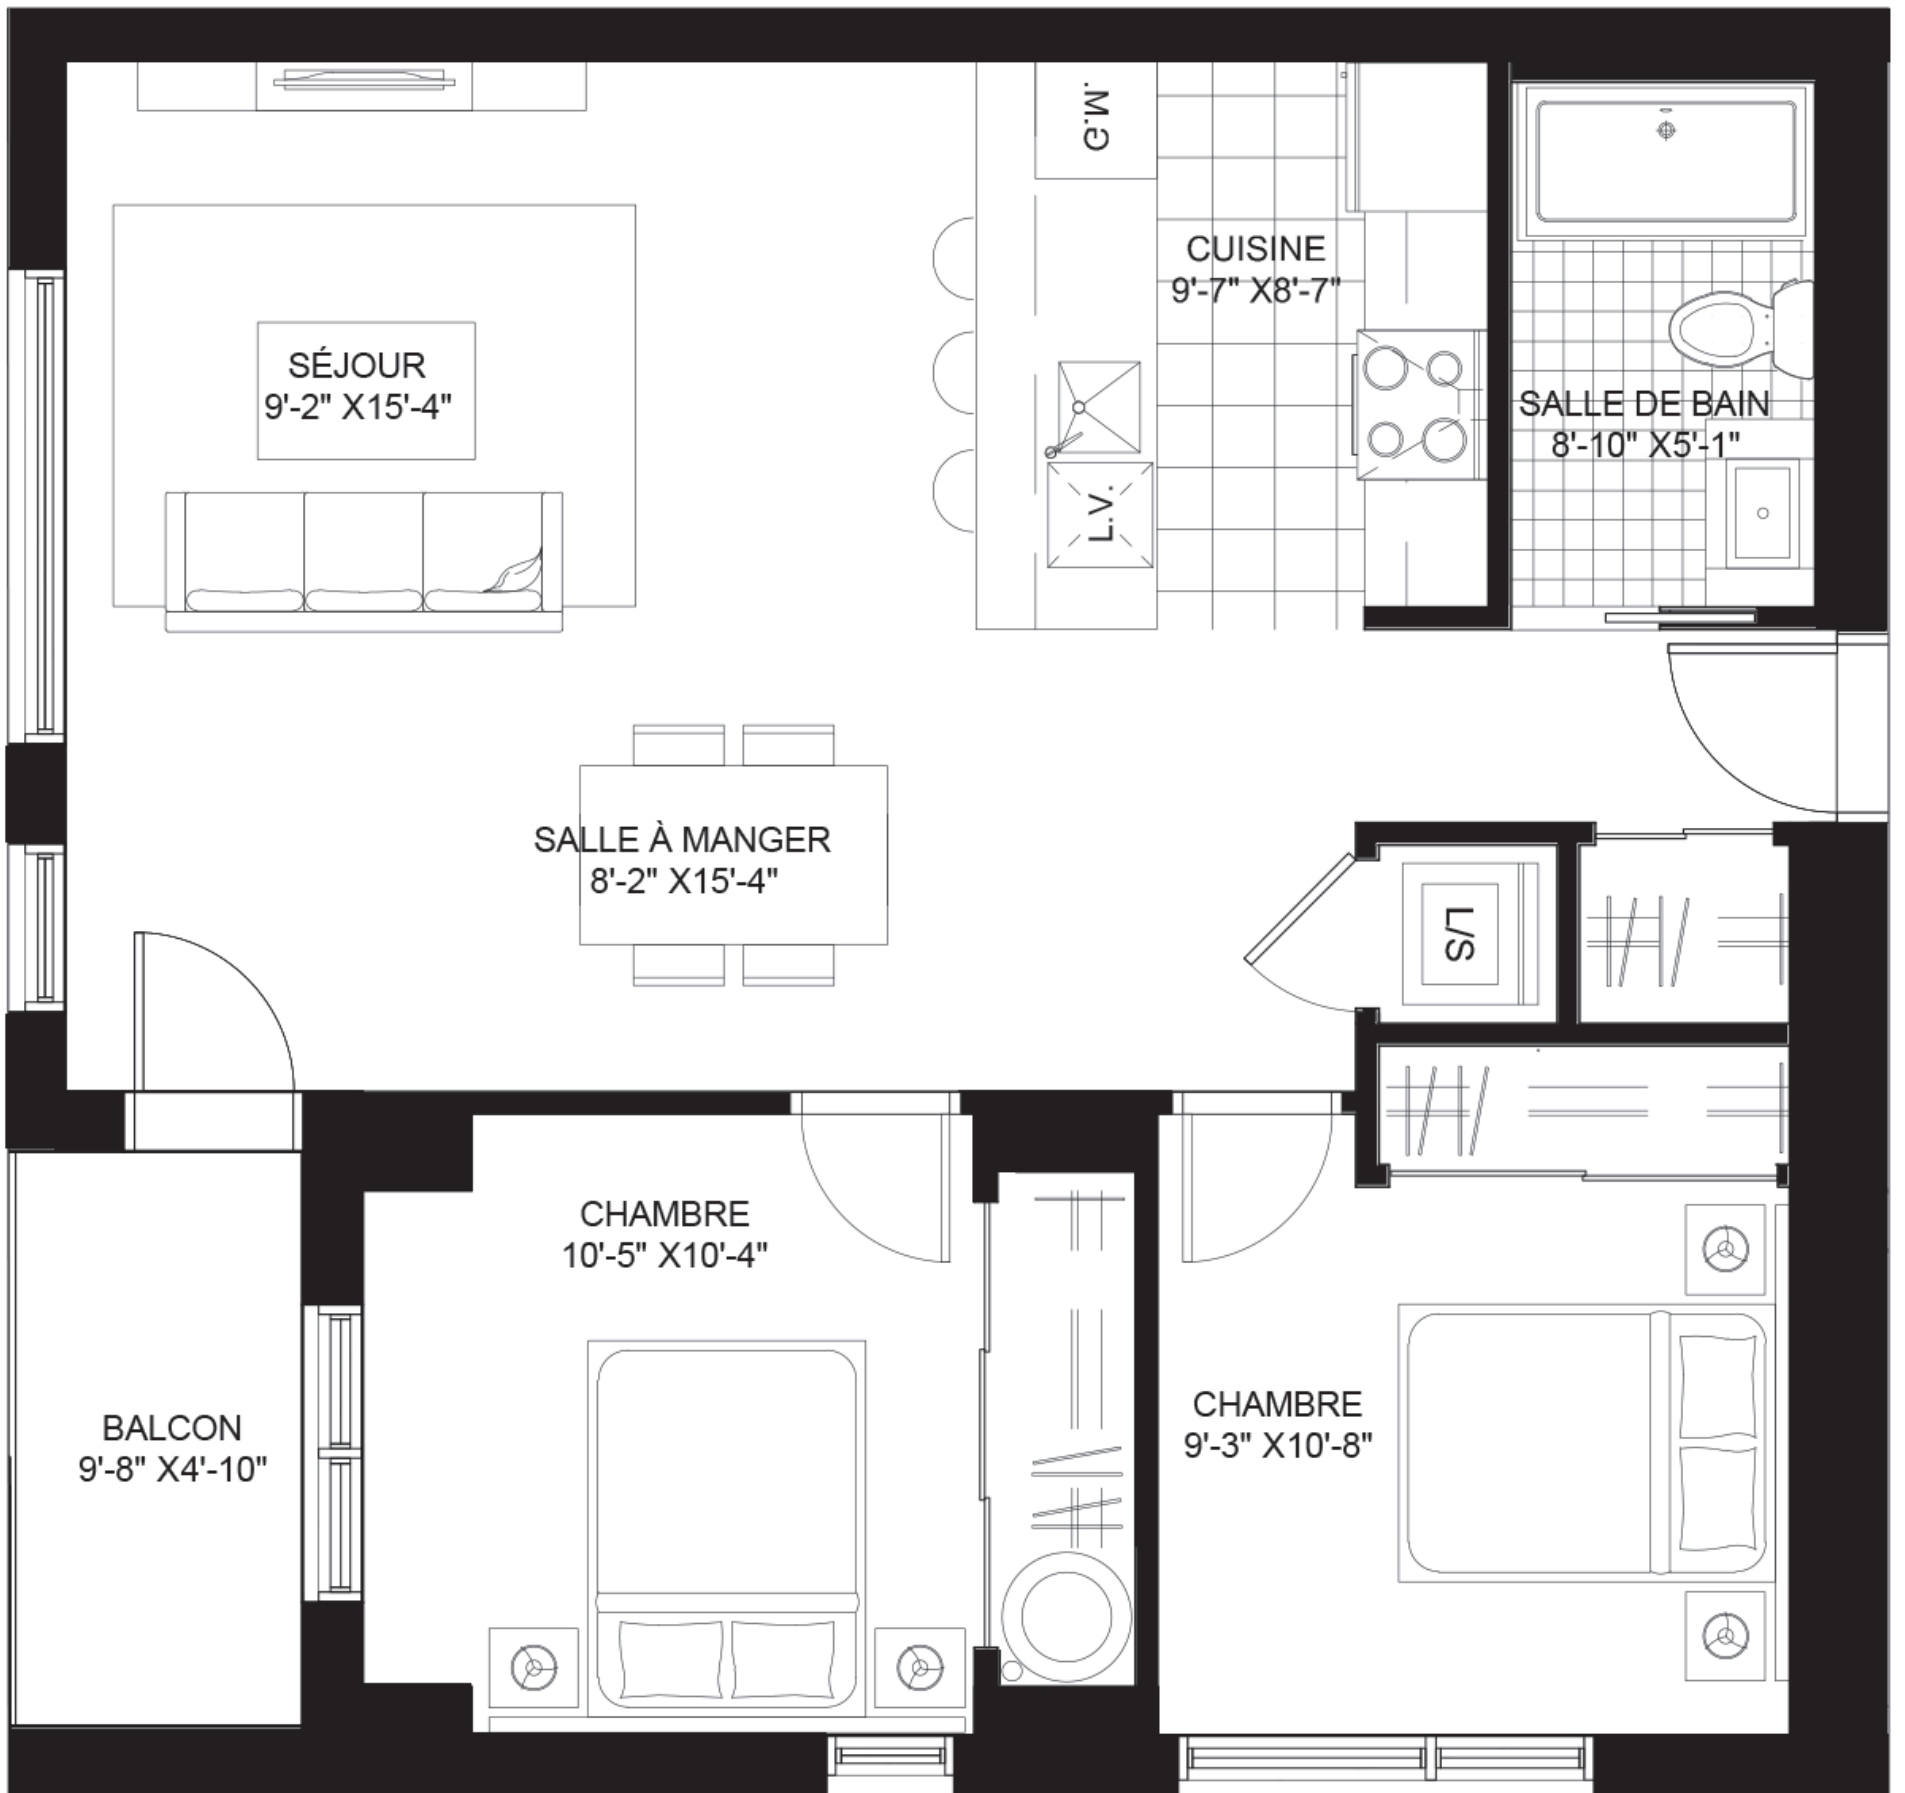 G.M.
CUISINE
9'-7" X8'-7"
SÉJOUR
9'-2" X15'-4"
SALLE DE BAIN
8'-10" X5'-1"
L.V.
SALLE À MANGER
8'-2" X15'-4"
L/S
CHAMBRE
10'-5" X10'-4"
CHAMBRE
9'-3" X10'-8"
BALCON
9'-8" X4'-10"